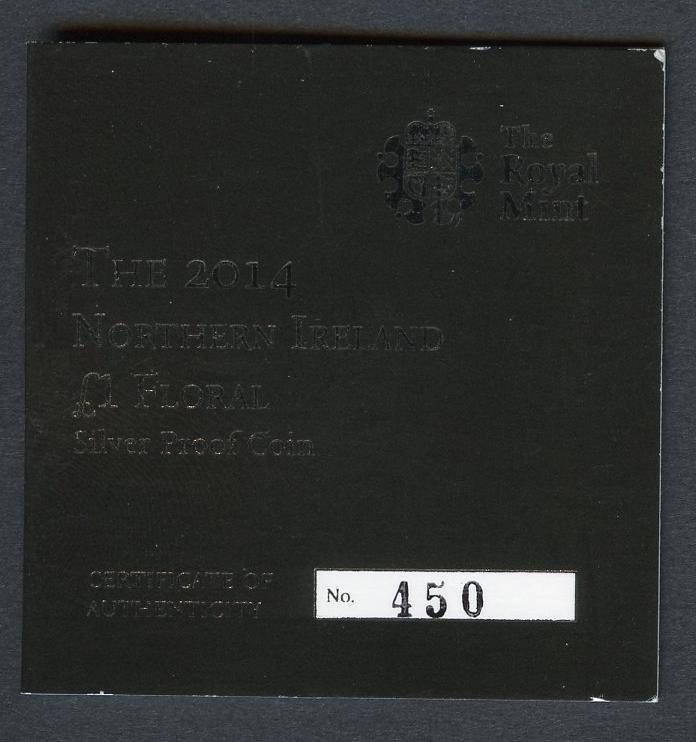 The
Royal
Mint
The 2014
Northern Ireland
£1 Floral
Silver Proof Coin
CERTIFICATE OF
AUTHENTICITY
No. 450